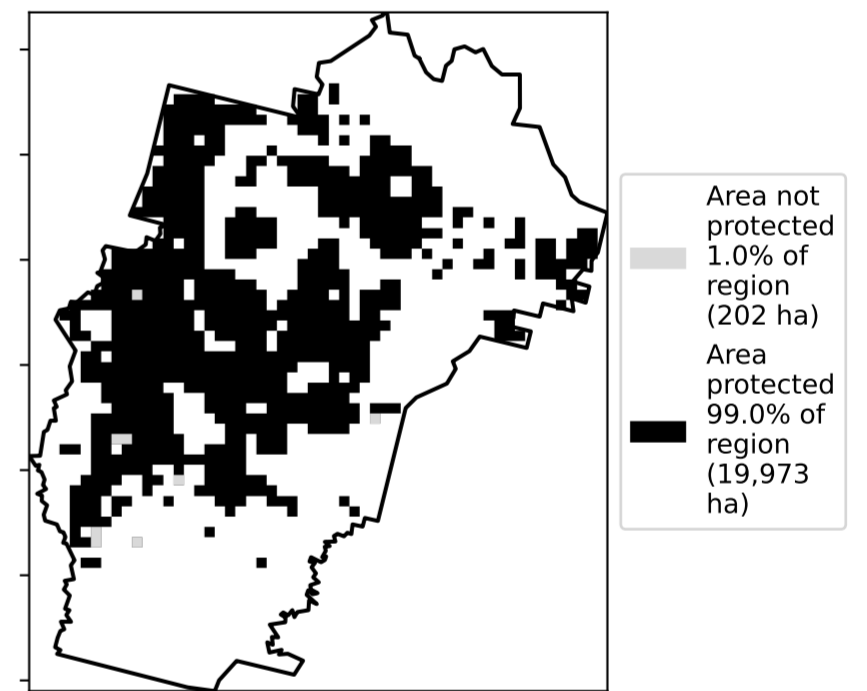 Area not
protected
1.0% of
region
(202 ha)
Area
protected
99.0% of
region
(19,973
ha)